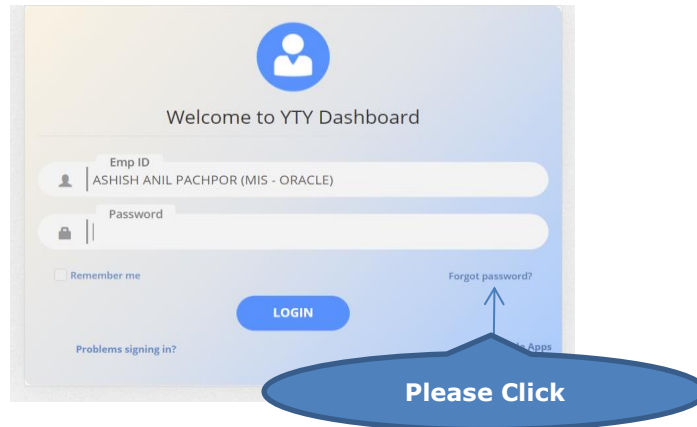 Welcome to YTY Dashboard
Emp ID
ASHISH ANIL PACHPOR (MIS - ORACLE)
Password
Remember me
Forgot password?
LOGIN
Problems signing in?
Apps
Please Click